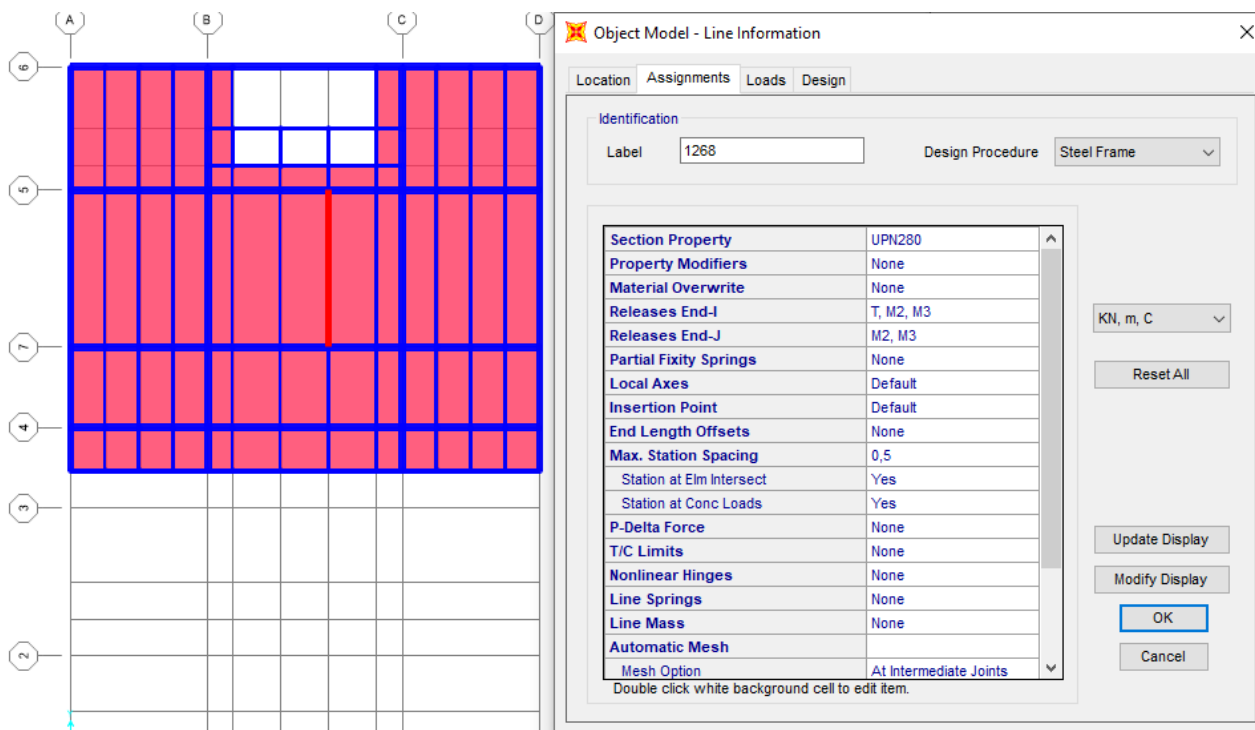 A B C D
6
5
7
4
3
2
Object Model - Line Information
Location Assignments Loads Design
Identification
Label 1268 Design Procedure Steel Frame
Section Property UPN280
Property Modifiers None
Material Overwrite None
Releases End-I T, M2, M3
Releases End-J M2, M3
Partial Fixity Springs None
Local Axes Default
Insertion Point Default
End Length Offsets None
Max. Station Spacing 0,5
Station at Elm Intersect Yes
Station at Conc Loads Yes
P-Delta Force None
T/C Limits None
Nonlinear Hinges None
Line Springs None
Line Mass None
Automatic Mesh
Mesh Option At Intermediate Joints
Double click white background cell to edit item.
KN, m, C
Reset All
Update Display
Modify Display
OK
Cancel